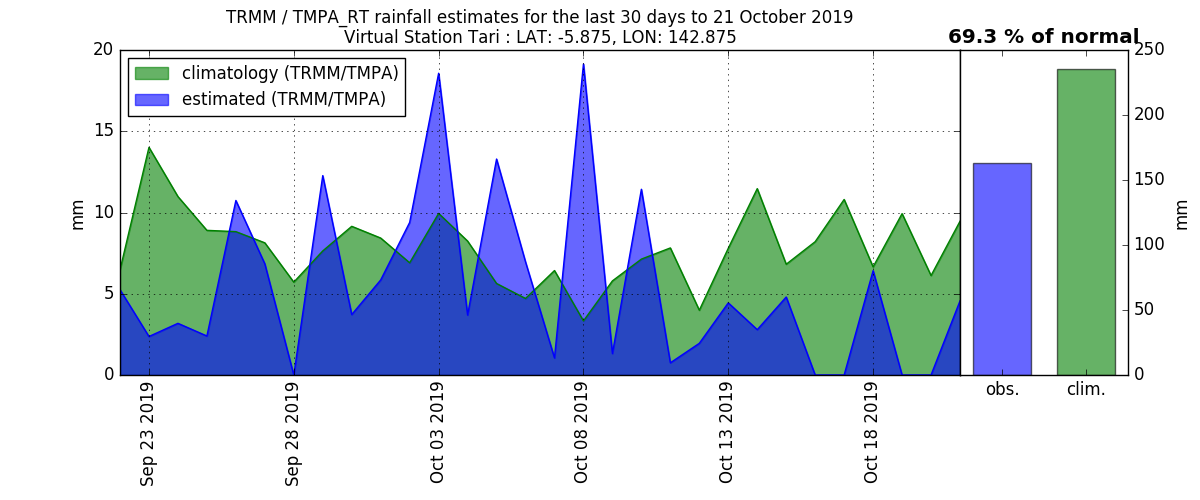 TRMM / TMPA_RT rainfall estimates for the last 30 days to 21 October 2019
Virtual Station Tari : LAT: -5.875, LON: 142.875
69.3 % of normal
climatology (TRMM/TMPA)
estimated (TRMM/TMPA)
20
15
10
5
0
mm
250
200
150
100
50
0
mm
Sep 23 2019
Sep 28 2019
Oct 03 2019
Oct 08 2019
Oct 13 2019
Oct 18 2019
obs.
clim.